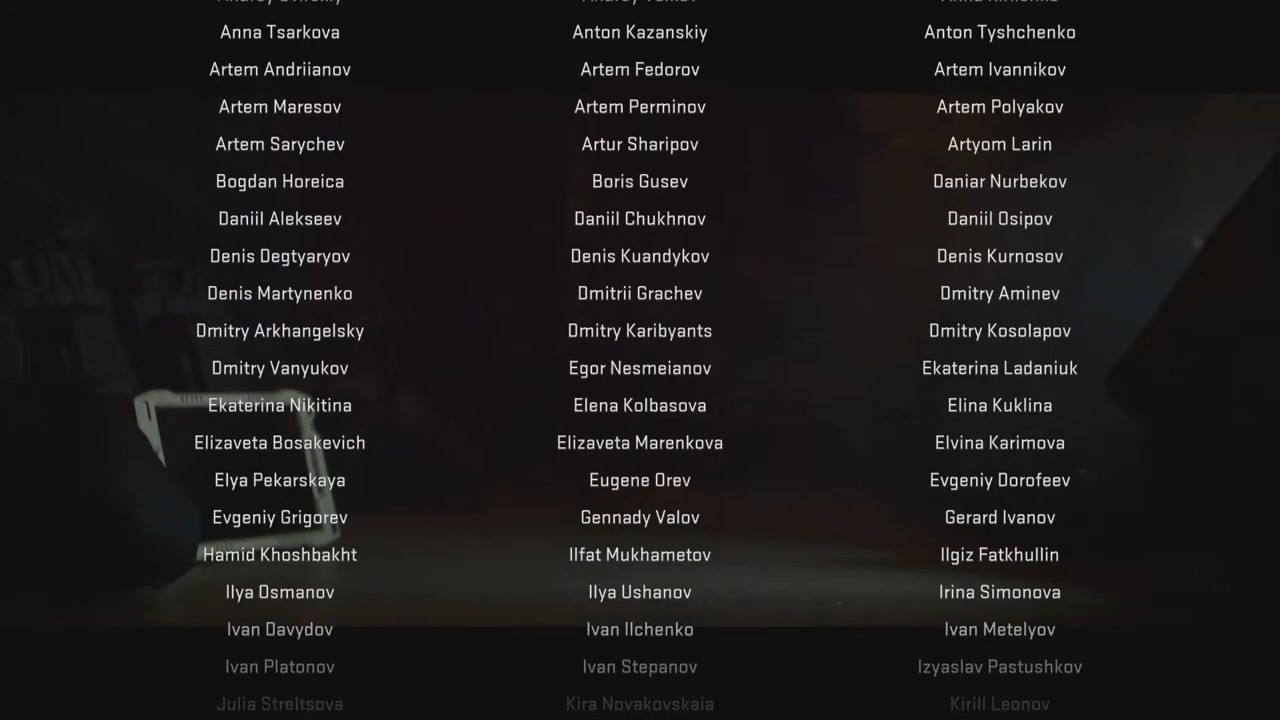 Anna Tsarkova Anton Kazanskiy Anton Tyshchenko
Artem Andriianov Artem Fedorov Artem Ivannikov
Artem Maresov Artem Perminov Artem Polyakov
Artem Sarychev Artur Sharipov Artyom Larin
Bogdan Horeica Boris Gusev Daniar Nurbekov
Daniil Alekseev Daniil Chukhnov Daniil Osipov
Denis Degtyaryov Denis Kuandykov Denis Kurnosov
Denis Martynenko Dmitrii Grachev Dmitry Aminev
Dmitry Arkhangelsky Dmitry Karibyants Dmitry Kosolapov
Dmitry Vanyukov Egor Nesmeianov Ekaterina Ladaniuk
Ekaterina Nikitina Elena Kolbasova Elina Kuklina
Elizaveta Bosakevich Elizaveta Marenkova Elvina Karimova
Elya Pekarskaya Eugene Orev Evgeniy Dorofeev
Evgeniy Grigorev Gennady Valov Gerard Ivanov
Hamid Khoshbakht Ilfat Mukhametov Ilgiz Fatkhullin
Ilya Osmanov Ilya Ushanov Irina Simonova
Ivan Davydov Ivan Ilchenko Ivan Metelyov
Ivan Platonov Ivan Stepanov Izyaslav Pastushkov
Julia Streltsova Kira Novakovskaia Kirill Leonov